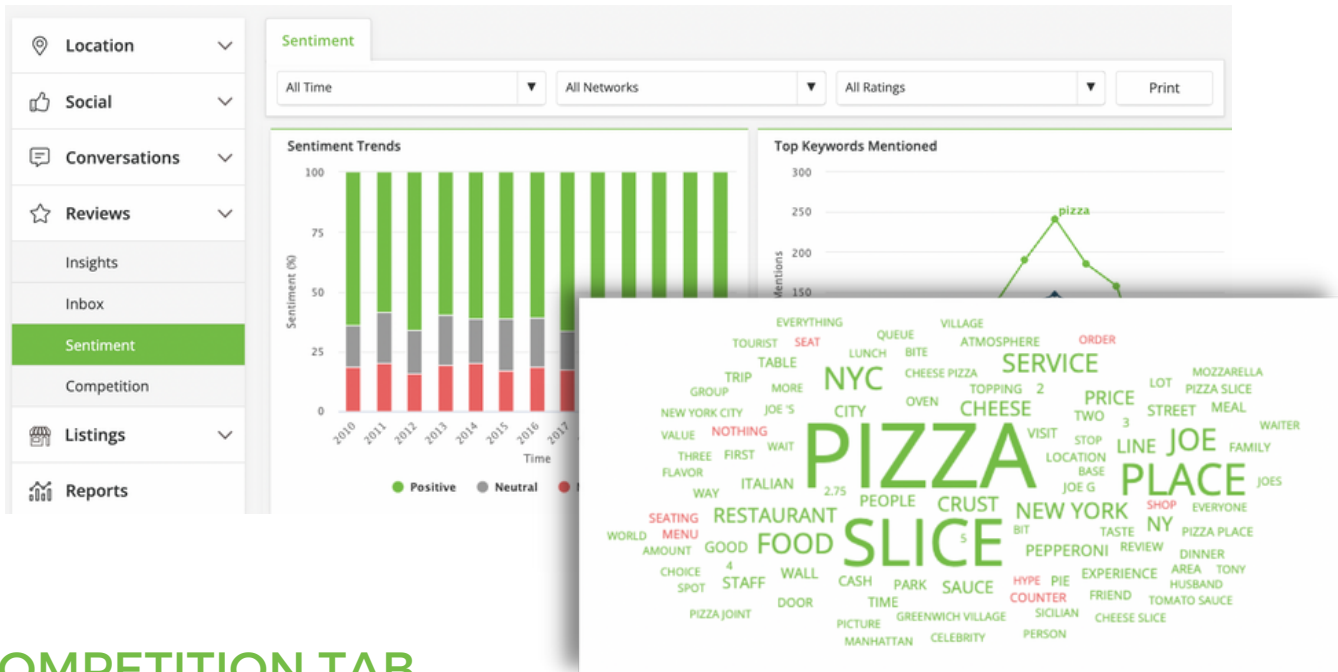 Location
Social
Conversations
Reviews
Insights
Inbox
Sentiment
Competition
Listings
Reports
Sentiment
All Time
All Networks
All Ratings
Print
Sentiment Trends
100
75
50
25
0
Sentiment (%)
2010 2011 2012 2013 2014 2015 2016 2017
Time
Positive Neutral
Top Keywords Mentioned
300
250
200
150
Mentions
pizza
EVERYTHING VILLAGE
QUEUE
TOURIST SEAT ATMOSPHERE ORDER
LUNCH BITE
TABLE SERVICE
TRIP NYC CHEESE PIZZA MOZZARELLA
GROUP MORE TOPPING 2 LOT PIZZA SLICE
OVEN PRICE
NEW YORK CITY JOE 'S CITY CHEESE TWO STREET MEAL
3
VALUE NOTHING PIZZA VISIT WAITER
THREE FIRST WAIT STOP LINE JOE FAMILY
LOCATION
FLAVOR BASE
ITALIAN JOE G PLACE JOES
WAY 2.75
PEOPLE CRUST NEW YORK SHOP EVERYONE
SEATING RESTAURANT
WORLD MENU SLICE 5 BIT TASTE NY PIZZA PLACE
AMOUNT GOOD FOOD PEPPERONI REVIEW DINNER
CHOICE 4 WALL EXPERIENCE AREA TONY
SPOT STAFF CASH PARK SAUCE HYPE PIE HUSBAND
DOOR TIME COUNTER FRIEND TOMATO SAUCE
PIZZA JOINT GREENWICH VILLAGE SICILIAN CHEESE SLICE
PICTURE
MANHATTAN CELEBRITY PERSON
OMPETITION TAB